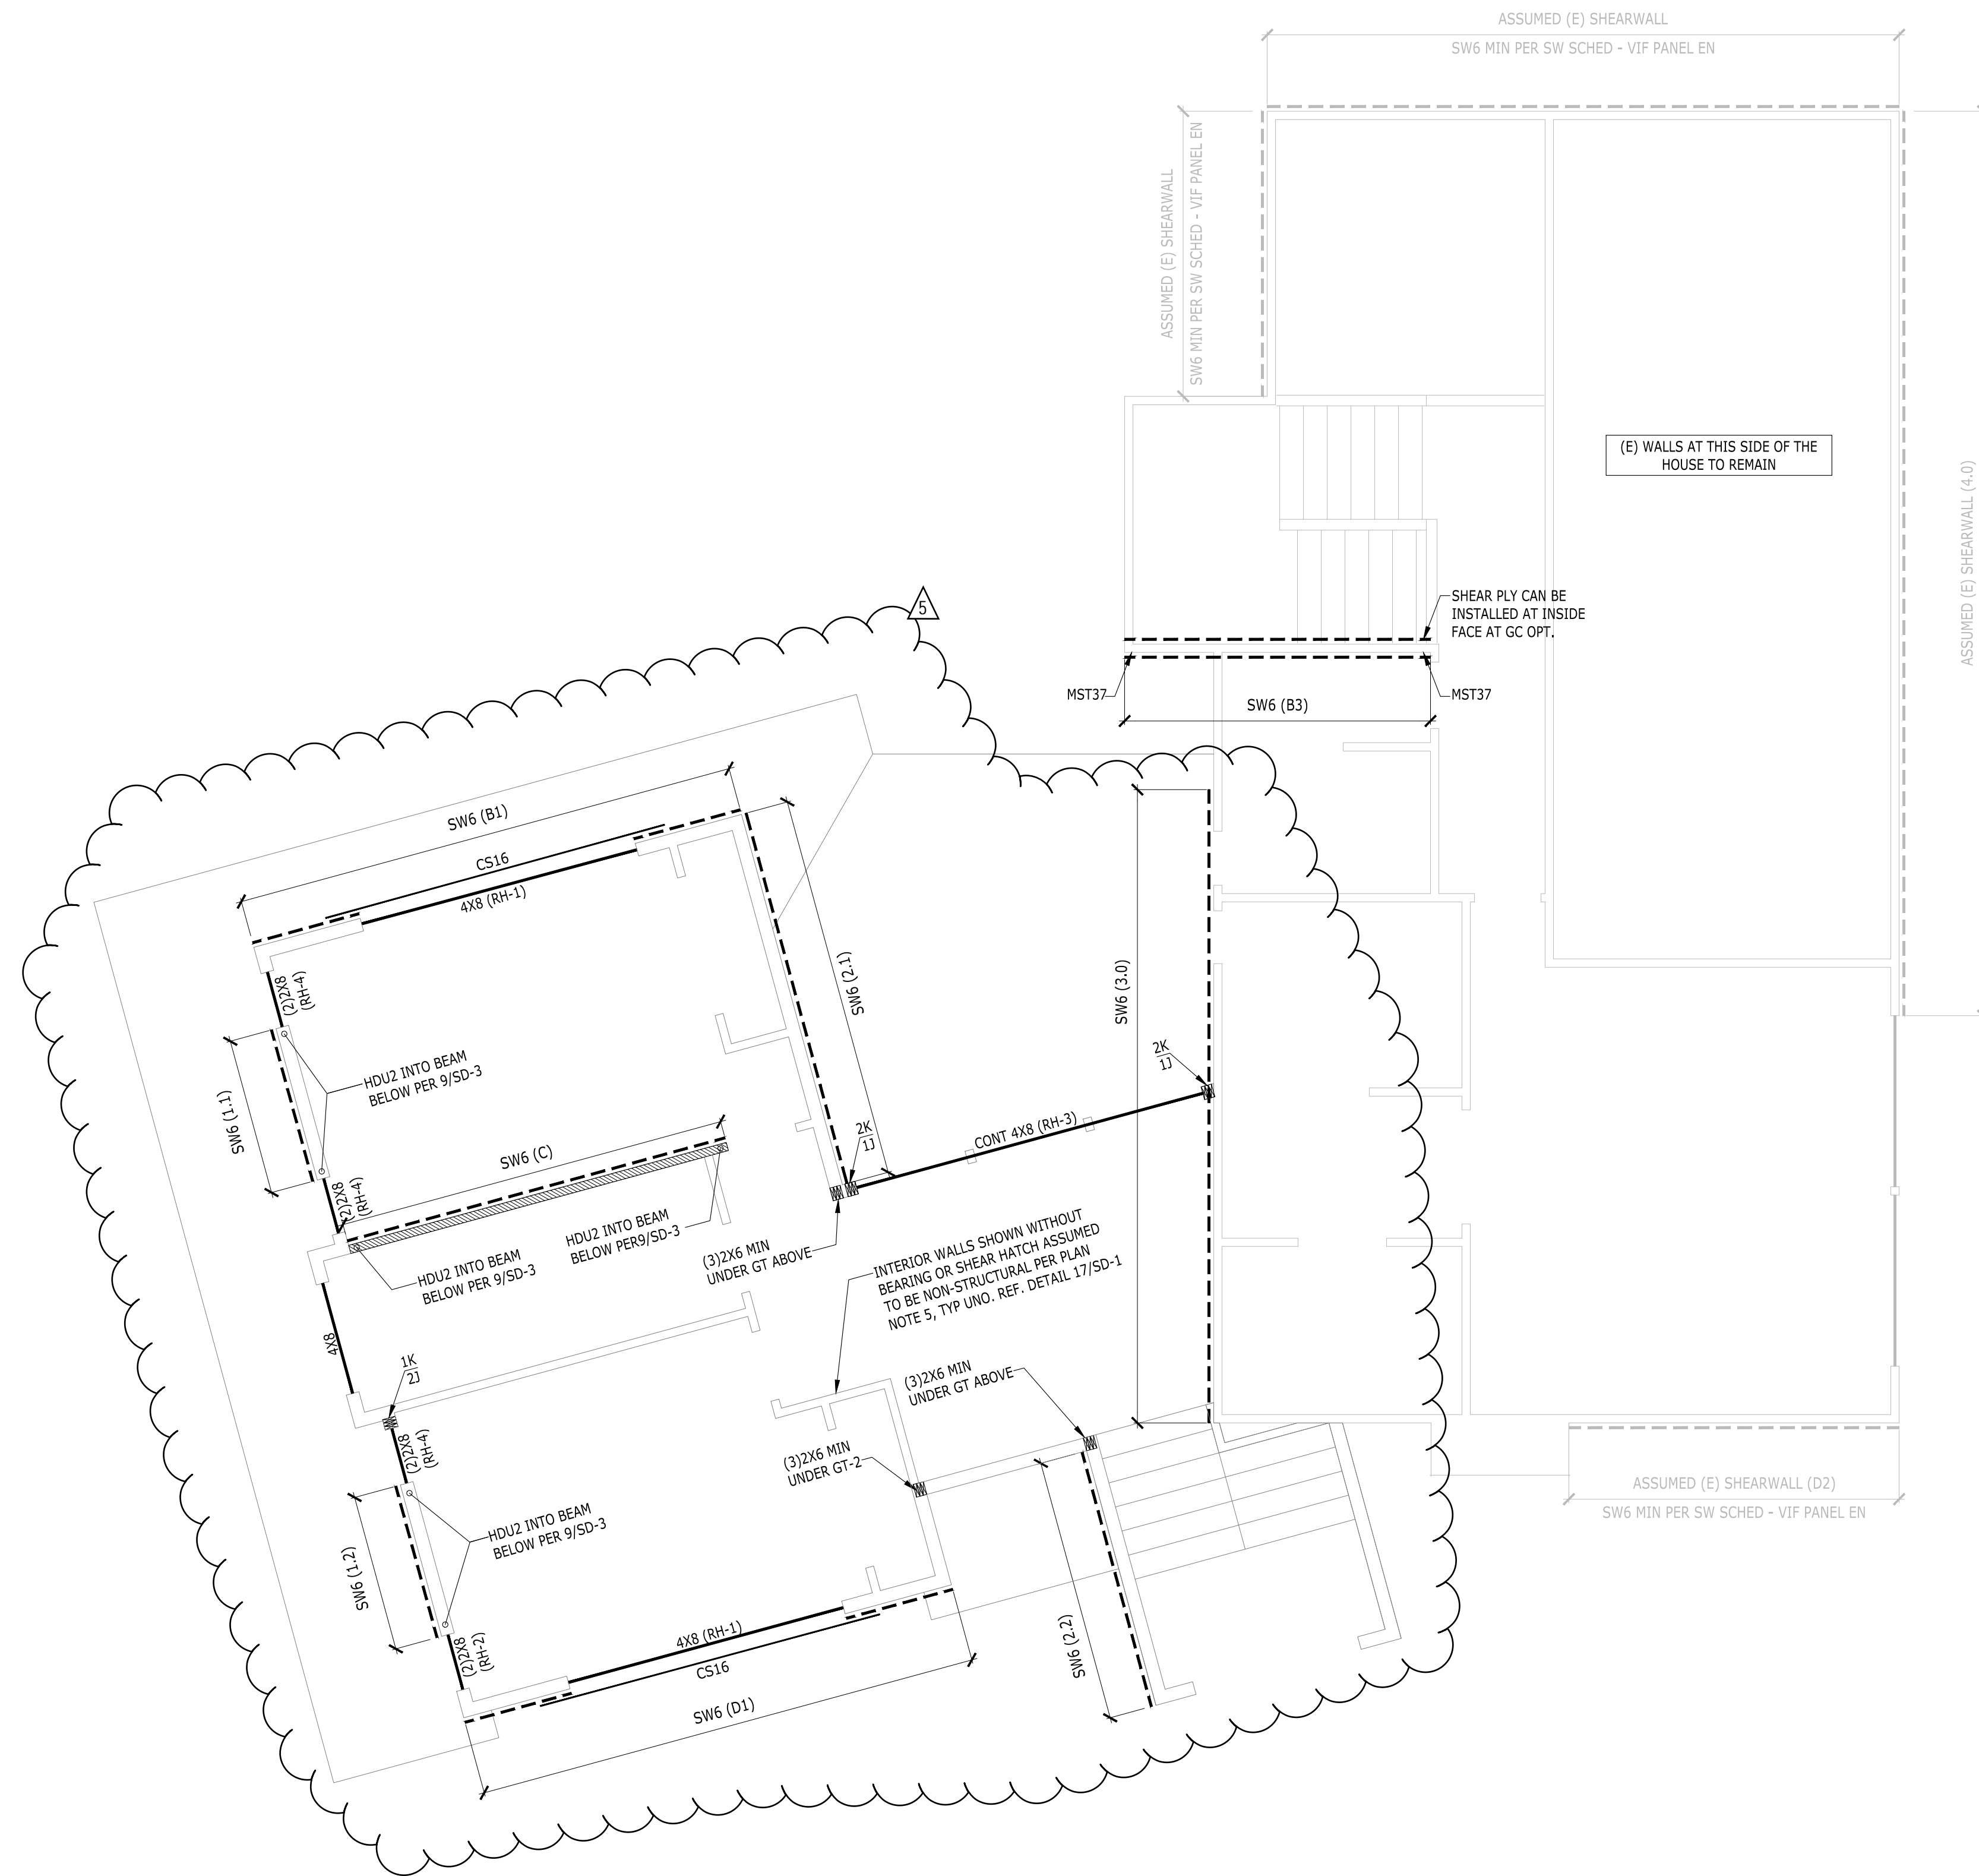 ASSUMED (E) SHEARWALL
SW6 MIN PER SW SCHED - VIF PANEL EN
ASSUMED (E) SHEARWALL
SW6 MIN PER SW SCHED - VIF PANEL EN
(E) WALLS AT THIS SIDE OF THE
HOUSE TO REMAIN
ASSUMED (E) SHEARWALL (4.0)
5
SHEAR PLY CAN BE
INSTALLED AT INSIDE
FACE AT GC OPT.
MST37
MST37
SW6 (B3)
SW6 (B1)
CS16
4X8 (RH-1)
(2)2X8
(RH-4)
SW6 (2.1)
SW6 (3.0)
HDU2 INTO BEAM
BELOW PER 9/SD-3
SW6 (1.1)
2K
1J
2K
1J
CONT 4X8 (RH-3)
SW6 (C)
(2)2X8
(RH-4)
HDU2 INTO BEAM
BELOW PER9/SD-3
HDU2 INTO BEAM
BELOW PER 9/SD-3
(3)2X6 MIN
UNDER GT ABOVE
INTERIOR WALLS SHOWN WITHOUT
BEARING OR SHEAR HATCH ASSUMED
TO BE NON-STRUCTURAL PER PLAN
NOTE 5, TYP UNO. REF. DETAIL 17/SD-1
4X8
1K
2J
(3)2X6 MIN
UNDER GT ABOVE
(2)2X8
(RH-4)
(3)2X6 MIN
UNDER GT-2
HDU2 INTO BEAM
BELOW PER 9/SD-3
SW6 (1.2)
ASSUMED (E) SHEARWALL (D2)
SW6 MIN PER SW SCHED - VIF PANEL EN
(2)2X8
(RH-2)
4X8 (RH-1)
CS16
SW6 (D1)
SW6 (2.2)